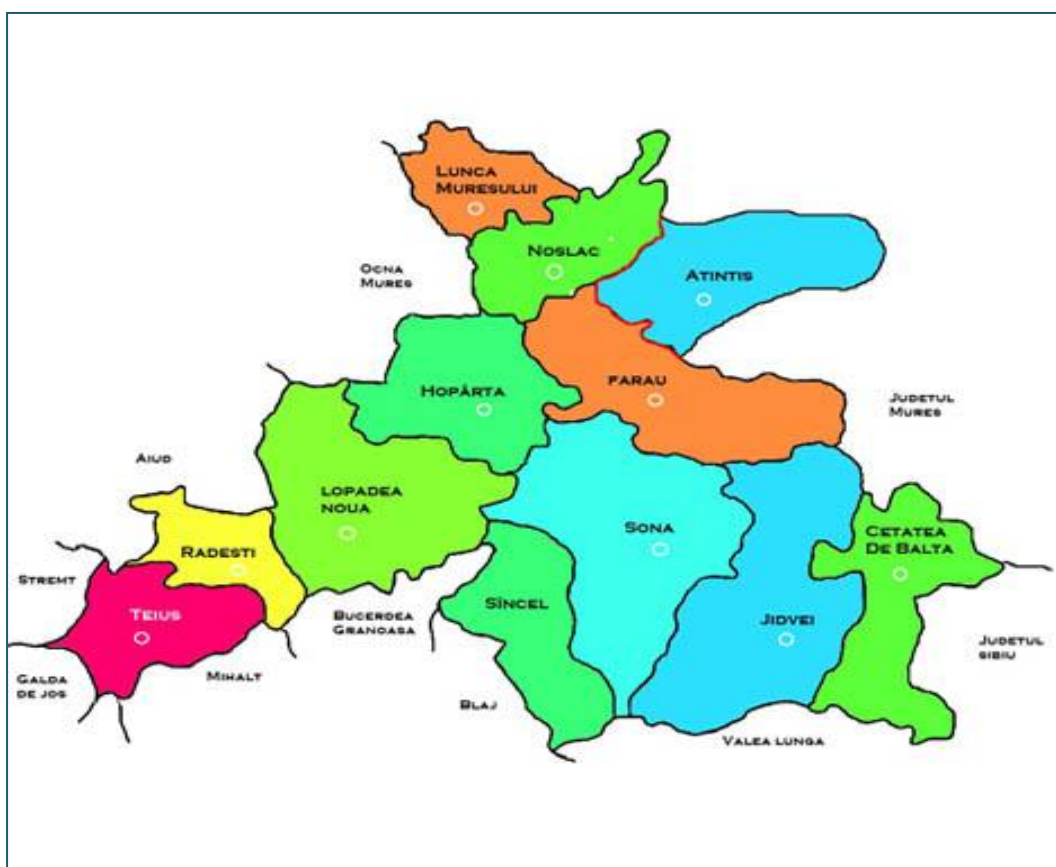 LUNCA
MURESULUI
NOSLAC
OCNA
MURES
ATINTIS
HOPÂRTA
FARAU
JUDETUL
MURES
AIUD
LOPADEA
NOUA
SONA
CETATEA
DE BALTA
RADESTI
STREMT
TEIUS
BUCERDEA
GRANOASA
SÎNCEL
JIDVEI
JUDETUL
SIBIU
GALDA
DE JOS
MIHALT
BLAJ
VALEA LUNGA